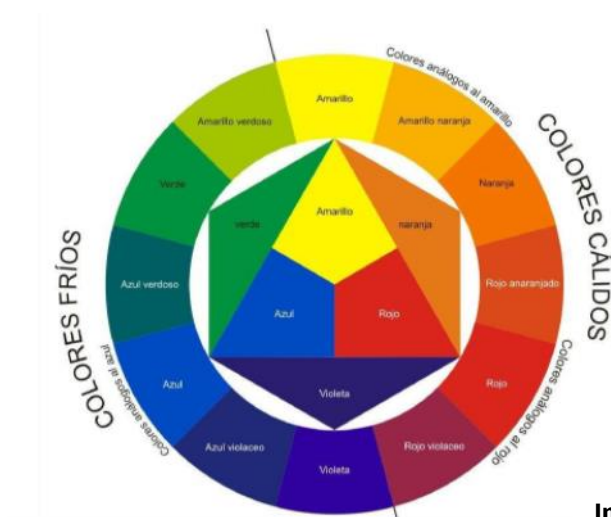 Colores análogos al amarillo
Amarillo
Amarillo verdoso
Amarillo naranja
COLORES CÁLIDOS
Verde
Naranja
Amarillo
verde
naranja
COLORES FRÍOS
Azul verdoso
Rojo anaranjado
Azul
Rojo
Colores análogos al azul
Azul
Rojo
Colores análogos al rojo
Violeta
Azul violaceo
Rojo violaceo
Violeta